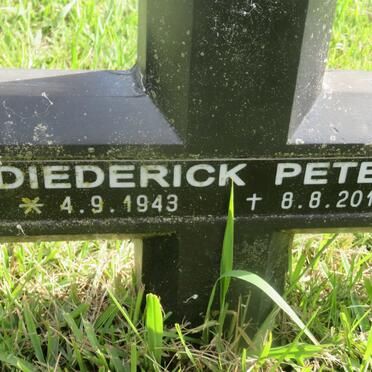 DIEDERICK PETE
* 4.9.1943 † 8.8.201